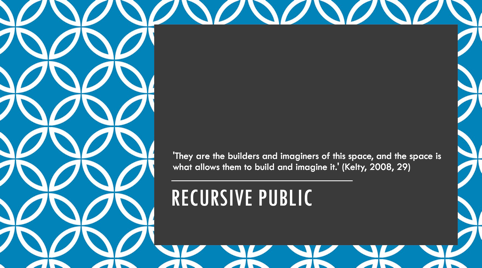 'They are the builders and imaginers of this space, and the space is
what allows them to build and imagine it.' (Kelty, 2008, 29)
RECURSIVE PUBLIC